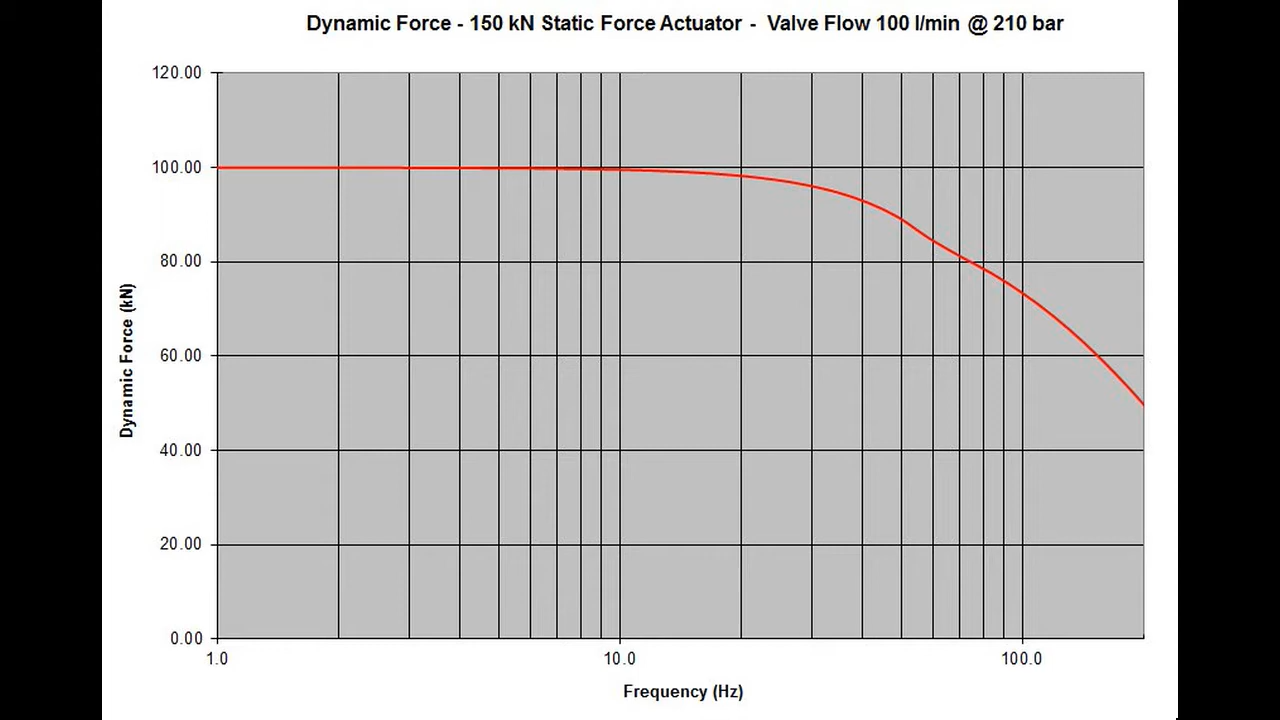 Dynamic Force - 150 kN Static Force Actuator - Valve Flow 100 l/min @ 210 bar
120.00
100.00
80.00
60.00
40.00
20.00
0.00
Dynamic Force (kN)
1.0 10.0 100.0
Frequency (Hz)